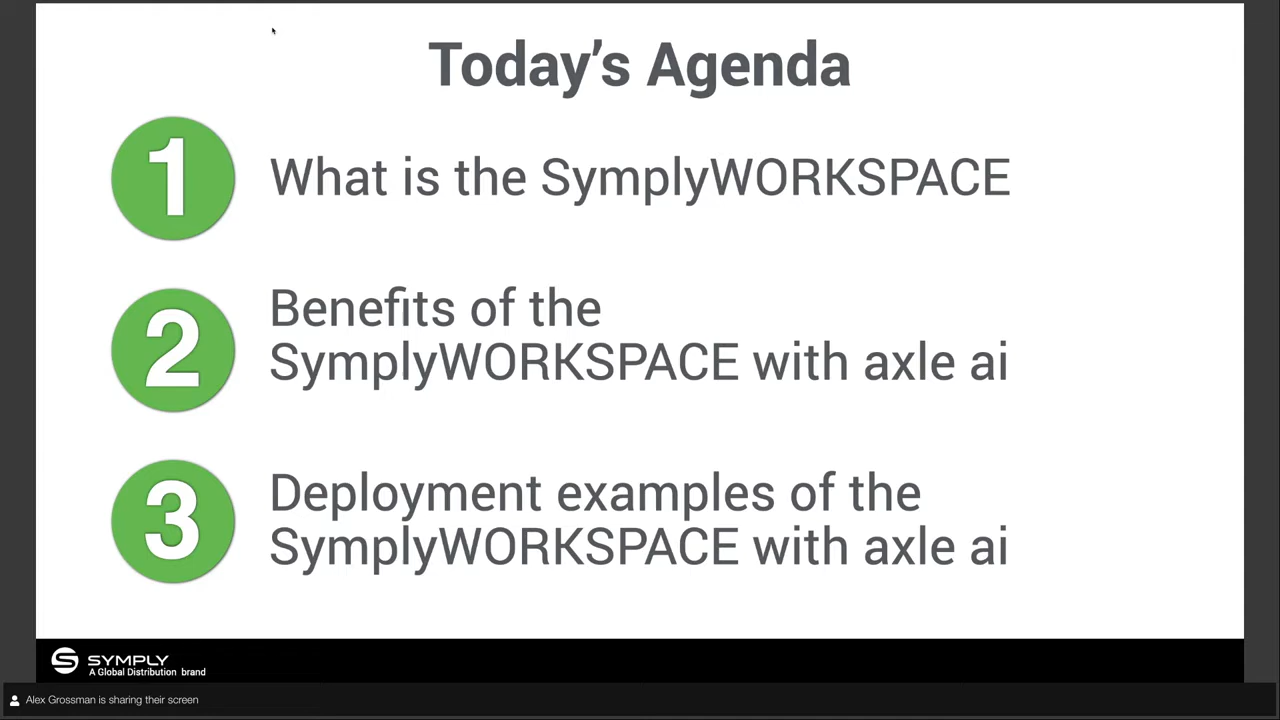 Today's Agenda
1
What is the SymplyWORKSPACE
2
Benefits of the
SymplyWORKSPACE with axle ai
3
Deployment examples of the
SymplyWORKSPACE with axle ai
SYMPLY
A Global Distribution brand
Alex Grossman is sharing their screen